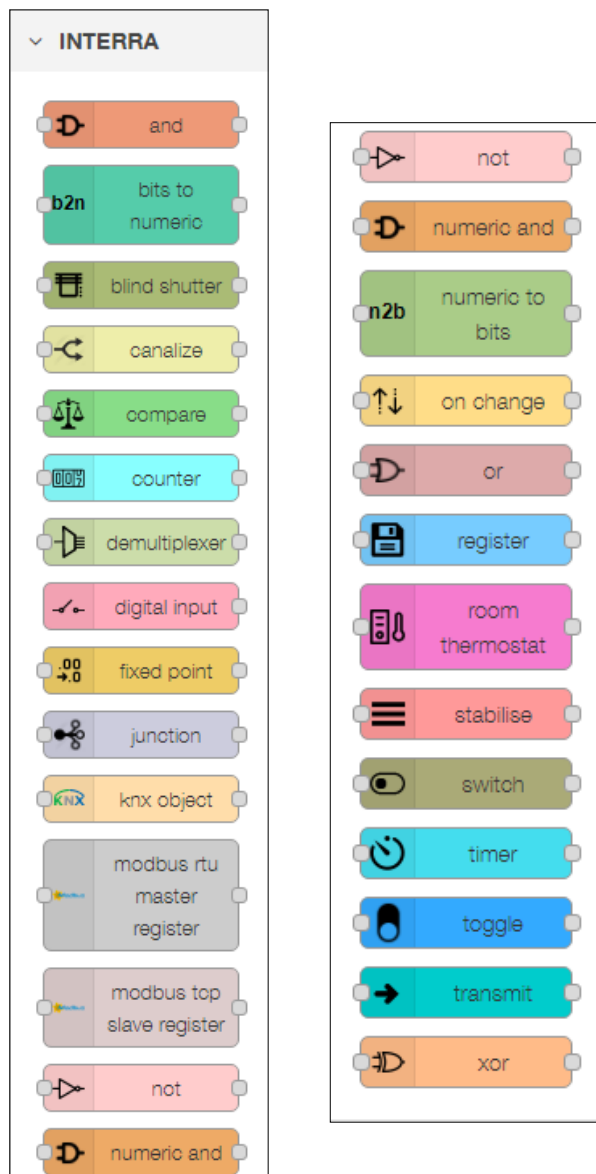 INTERRA
and
b2n
bits to
numeric
blind shutter
canalize
compare
counter
demultiplexer
digital input
.00
→.0
fixed point
junction
KNX
knx object
modbus rtu
master
register
modbus tcp
slave register
not
numeric and
not
numeric and
n2b
numeric to
bits
on change
or
register
room
thermostat
stabilise
switch
timer
toggle
transmit
xor